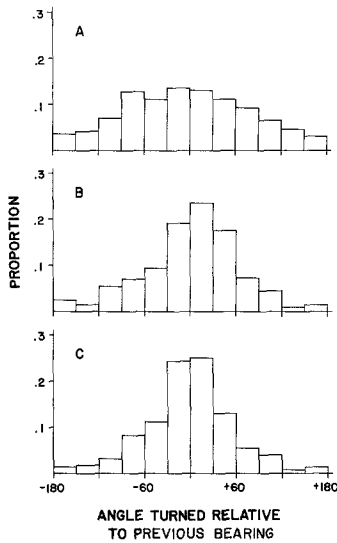 .3
A
.2
.1
.3
B
.2
.1
.3
C
.2
.1
PROPORTION
-180 -60 +60 +180
ANGLE TURNED RELATIVE
TO PREVIOUS BEARING